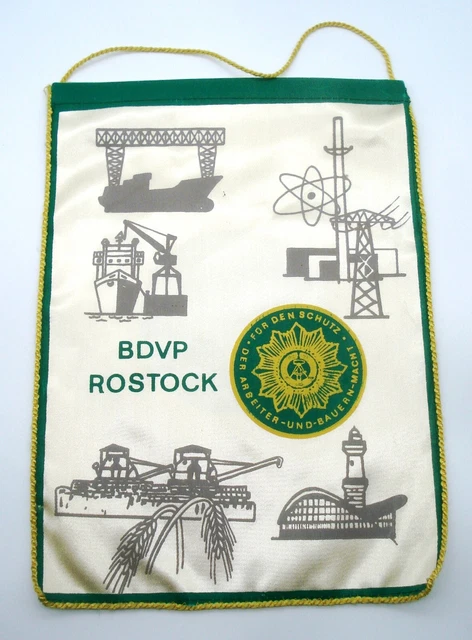 BDVP
ROSTOCK
· FÜR DEN SCHUTZ ·
DER ARBEITER-UND-BAUERN-MACHT